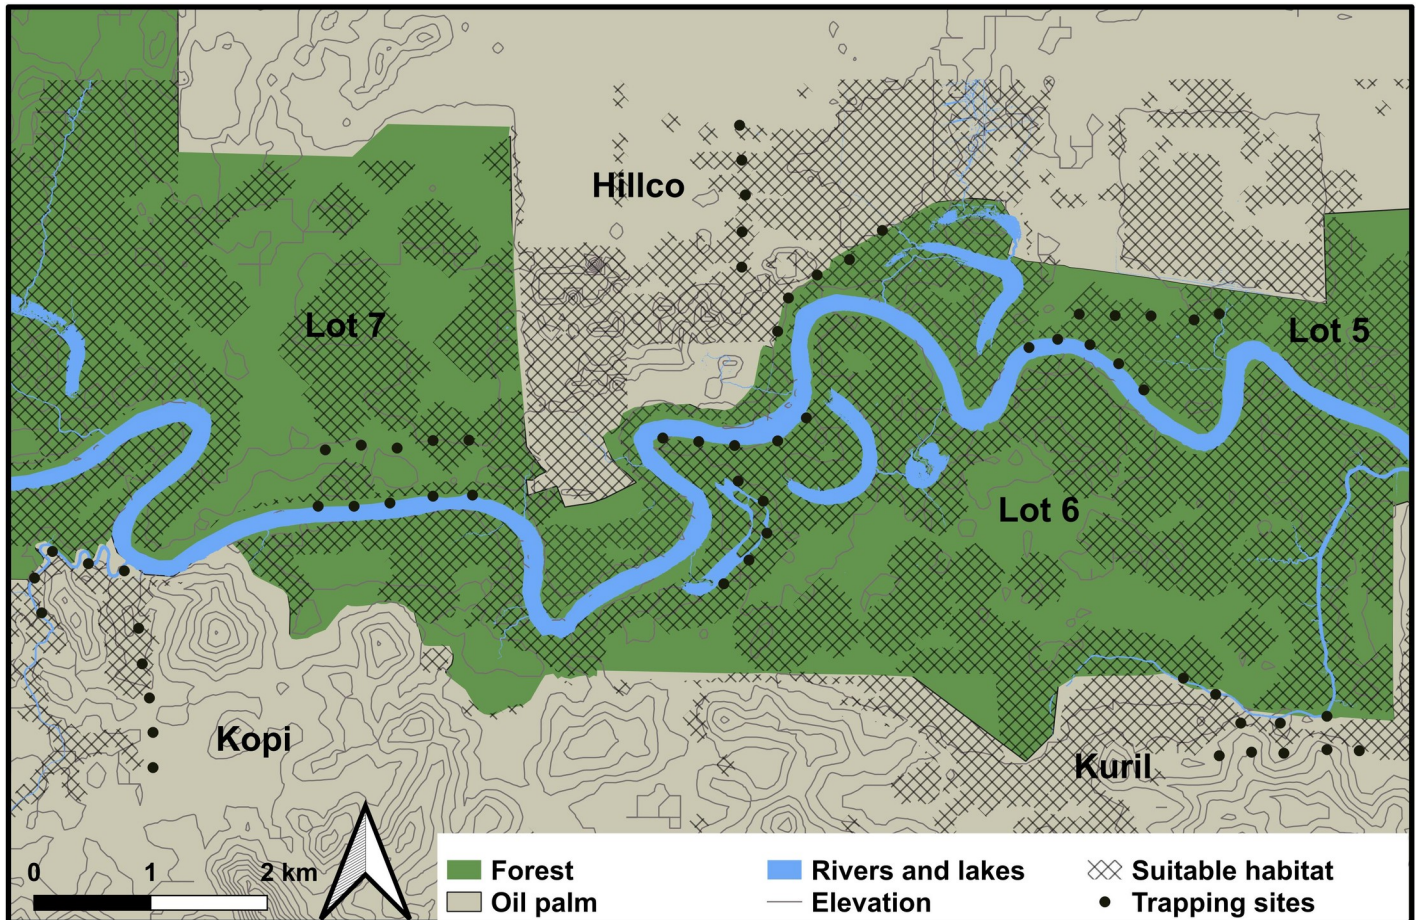 Hillco
Lot 7
Lot 5
Lot 6
Kopi
Kuril
0 1 2 km
Forest
Rivers and lakes
Suitable habitat
Oil palm
Elevation
Trapping sites